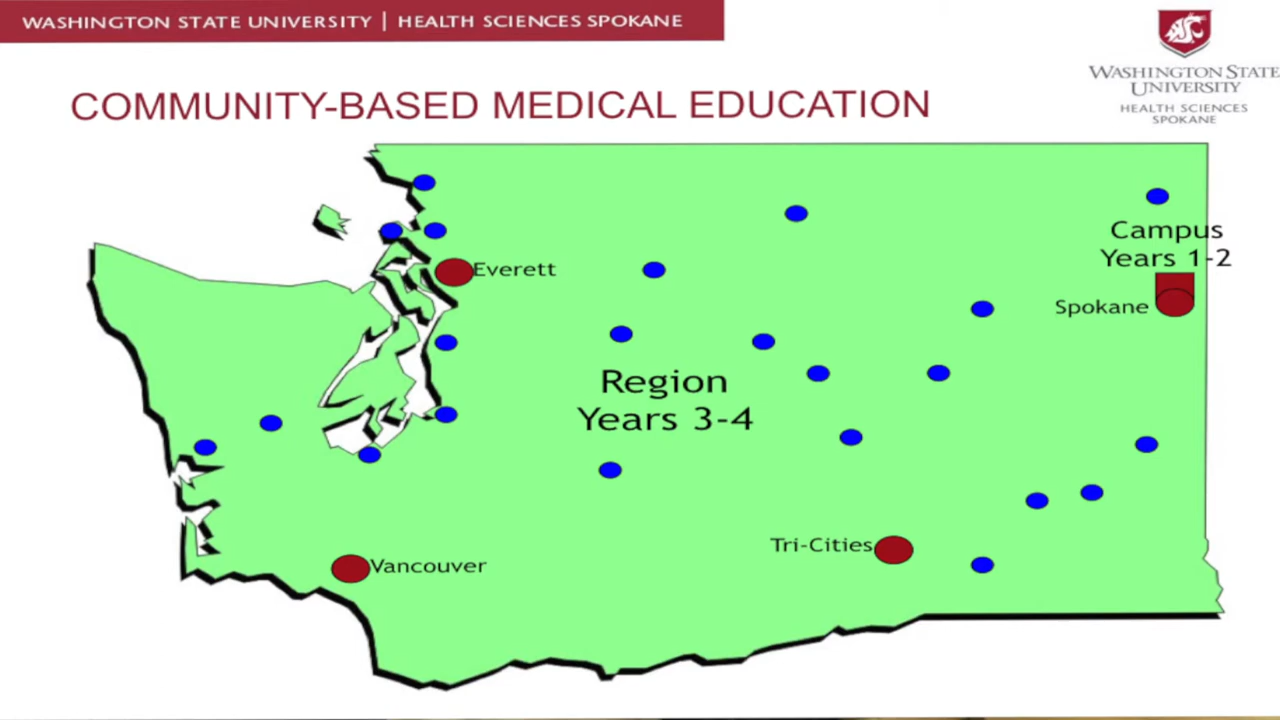 WASHINGTON STATE UNIVERSITY | HEALTH SCIENCES SPOKANE
WASHINGTON STATE
UNIVERSITY
HEALTH SCIENCES
SPOKANE
COMMUNITY-BASED MEDICAL EDUCATION
Campus
Years 1-2
Everett
Spokane
Region
Years 3-4
Tri-Cities
Vancouver